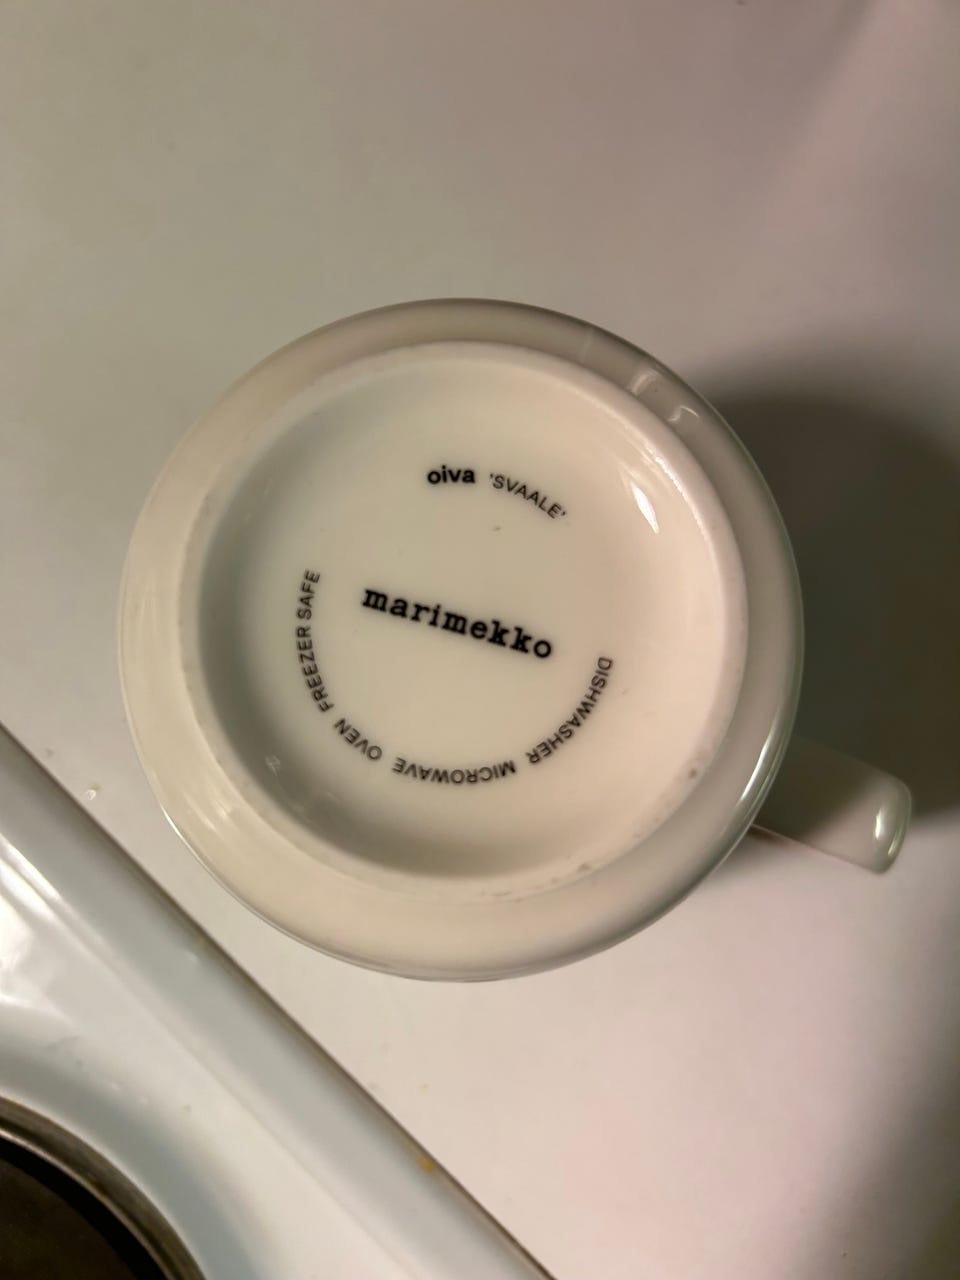 oiva 'SVAALE'
marimekko
DISHWASHER MICROWAVE OVEN FREEZER SAFE